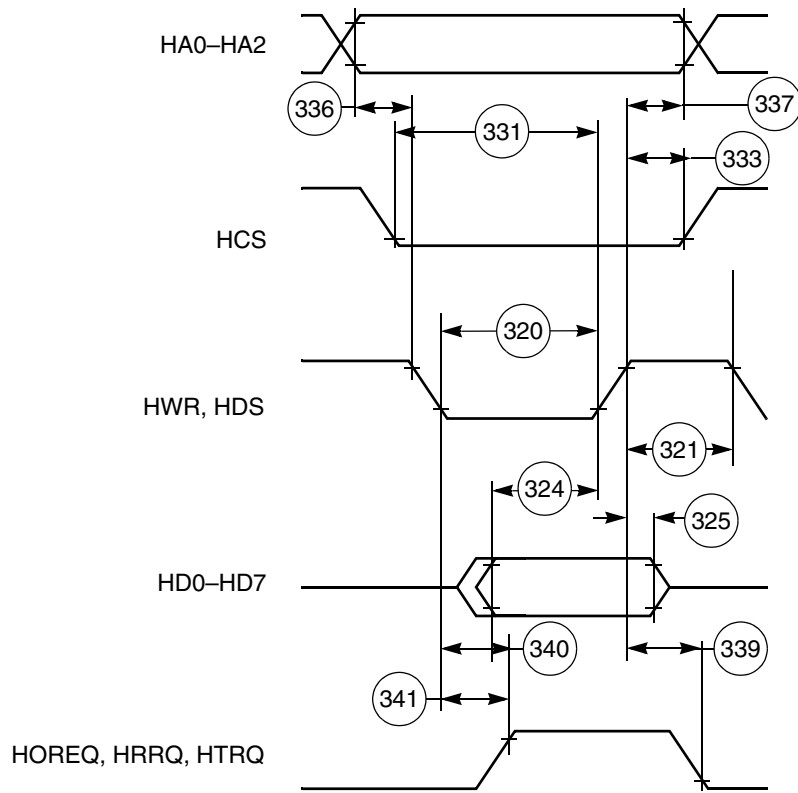 HA0–HA2
336
337
331
333
HCS
320
HWR, HDS
321
324
325
HD0–HD7
340
339
341
HOREQ, HRRQ, HTRQ